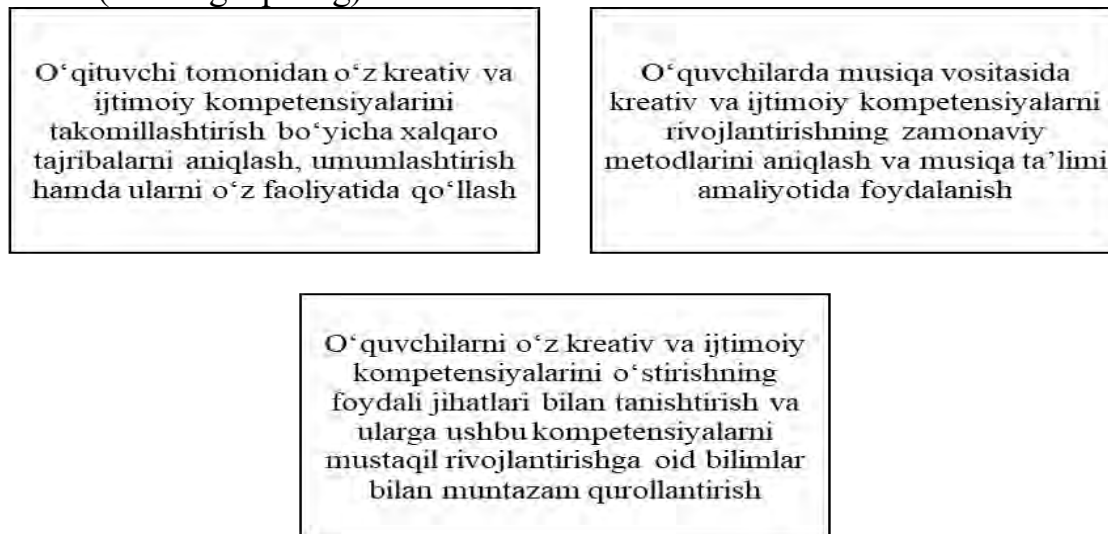 O‘qituvchi tomonidan o‘z kreativ va
ijtimoiy kompetensiyalarini
takomillashtirish bo‘yicha xalqaro
tajribalarni aniqlash, umumlashtirish
hamda ularni o‘z faoliyatida qo‘llash
O‘quvchilarda musiqa vositasida
kreativ va ijtimoiy kompetensiyalarni
rivojlantirishning zamonaviy
metodlarini aniqlash va musiqa ta’limi
amaliyotida foydalanish
O‘quvchilarni o‘z kreativ va ijtimoiy
kompetensiyalarini o‘stirishning
foydali jihatlari bilan tanishtirish va
ularga ushbu kompetensiyalarni
mustaqil rivojlantirishga oid bilimlar
bilan muntazam qurollantirish